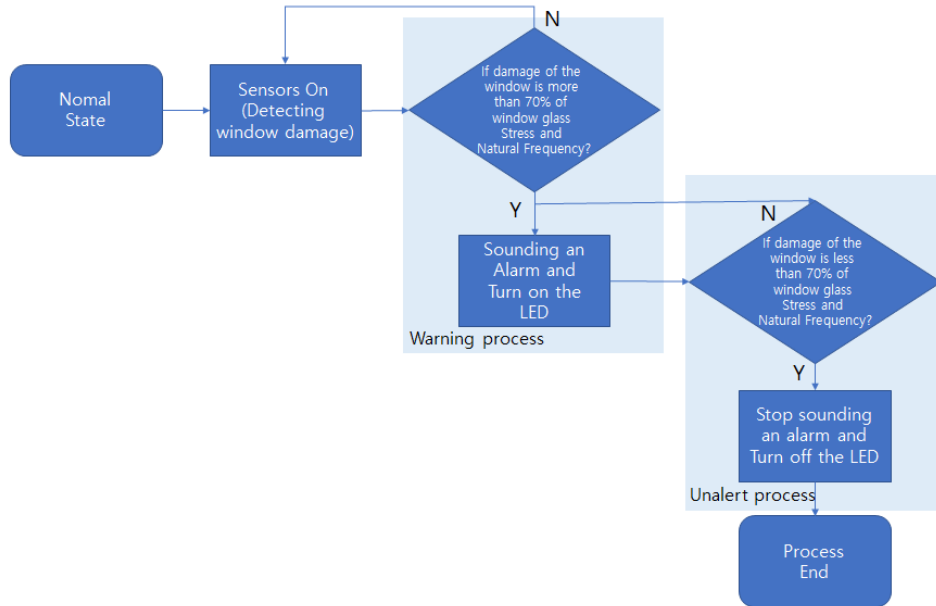 N
Nomal
State
Sensors On
(Detecting
window damage)
If damage of the
window is more
than 70% of
window glass
Stress and
Natural Frequency?
Y
Sounding an
Alarm and
Turn on the
LED
Warning process
N
If damage of the
window is less
than 70% of
window glass
Stress and
Natural Frequency?
Y
Stop sounding
an alarm and
Turn off the LED
Unalert process
Process
End